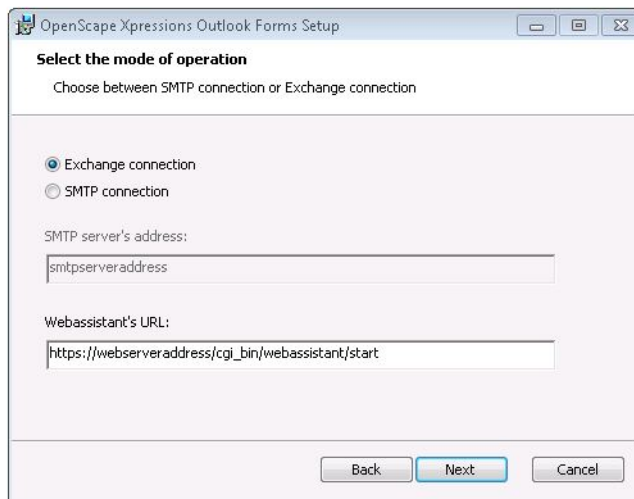 OpenScape Xpressions Outlook Forms Setup
Select the mode of operation
Choose between SMTP connection or Exchange connection
Exchange connection
SMTP connection
SMTP server's address:
smtpserveraddress
Webassistant's URL:
https://webserveraddress/cgi_bin/webassistant/start
Back Next Cancel